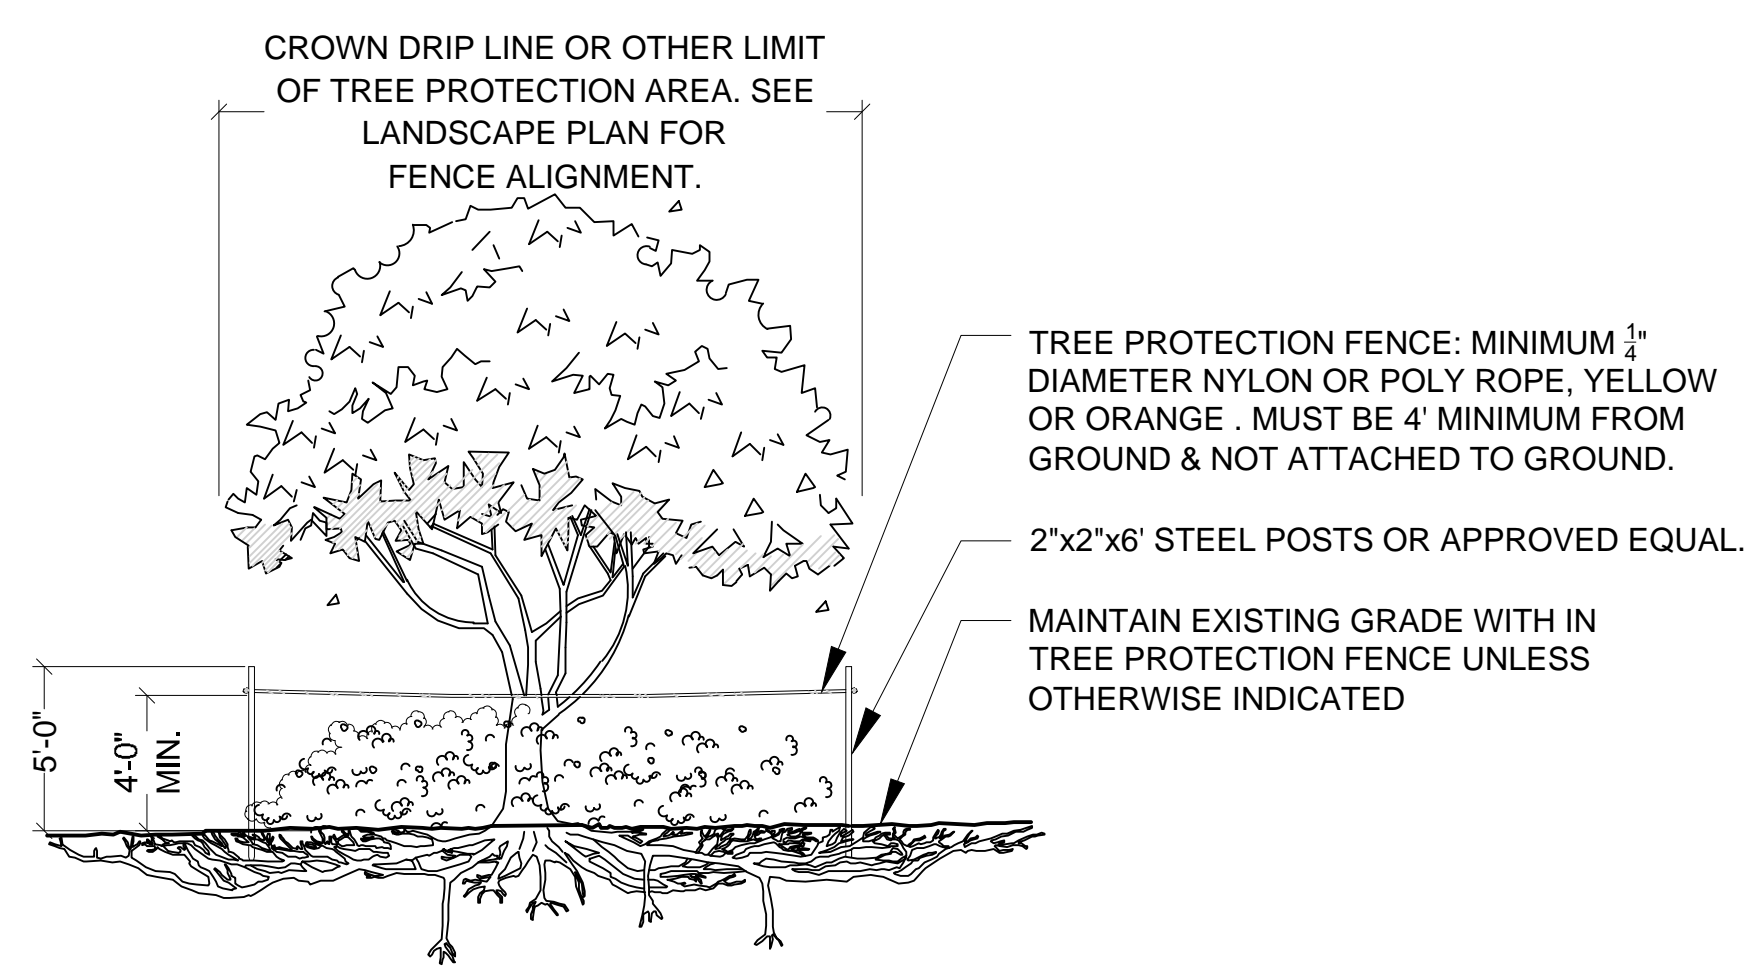 CROWN DRIP LINE OR OTHER LIMIT
OF TREE PROTECTION AREA. SEE
LANDSCAPE PLAN FOR
FENCE ALIGNMENT.
TREE PROTECTION FENCE: MINIMUM 1/4"
DIAMETER NYLON OR POLY ROPE, YELLOW
OR ORANGE . MUST BE 4' MINIMUM FROM
GROUND & NOT ATTACHED TO GROUND.
2"x2"x6' STEEL POSTS OR APPROVED EQUAL.
MAINTAIN EXISTING GRADE WITH IN
TREE PROTECTION FENCE UNLESS
OTHERWISE INDICATED
5'-0"
4'-0"
MIN.